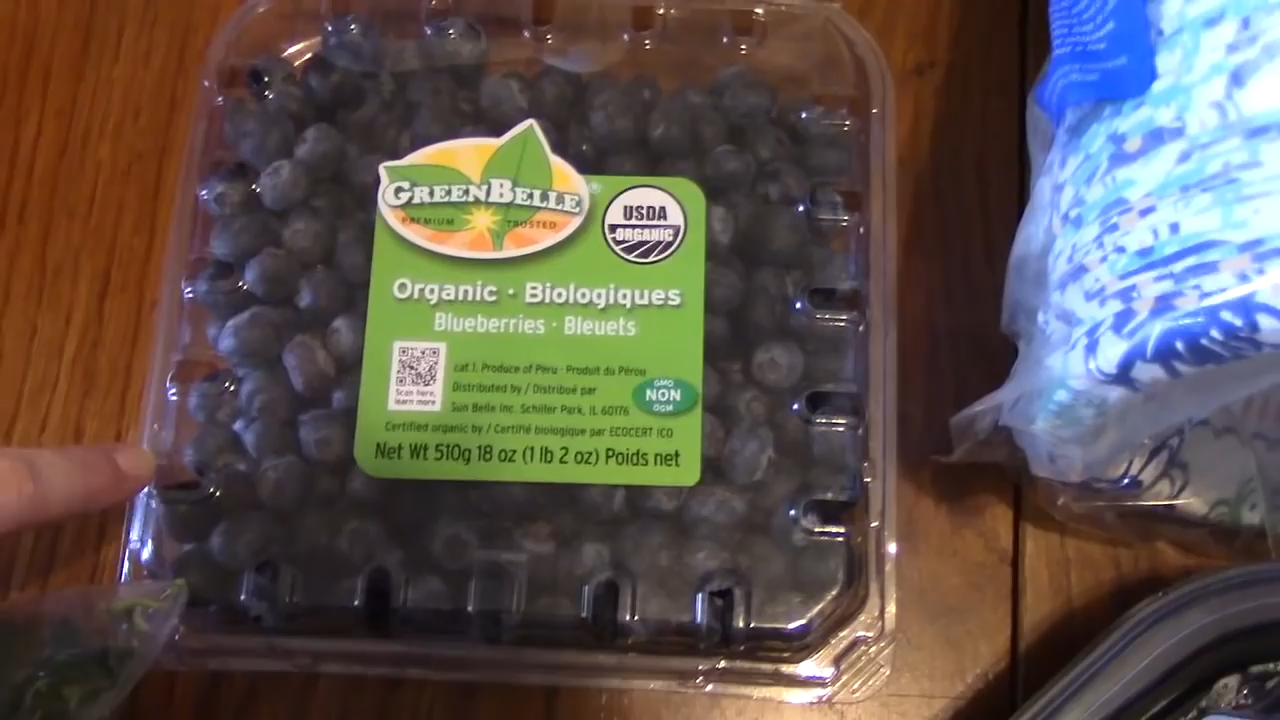 GREENBELLE®
PREMIUM TRUSTED
USDA
ORGANIC
Organic · Biologiques
Blueberries · Bleuets
Scan here,
learn more
cat 1. Produce of Peru · Produit du Pérou
Distributed by / Distribué par
Sun Belle Inc. Schiller Park, IL 60176
GMO
NON
OGM
Certified organic by / Certifié biologique par ECOCERT ICO
Net Wt 510g 18 oz (1 lb 2 oz) Poids net